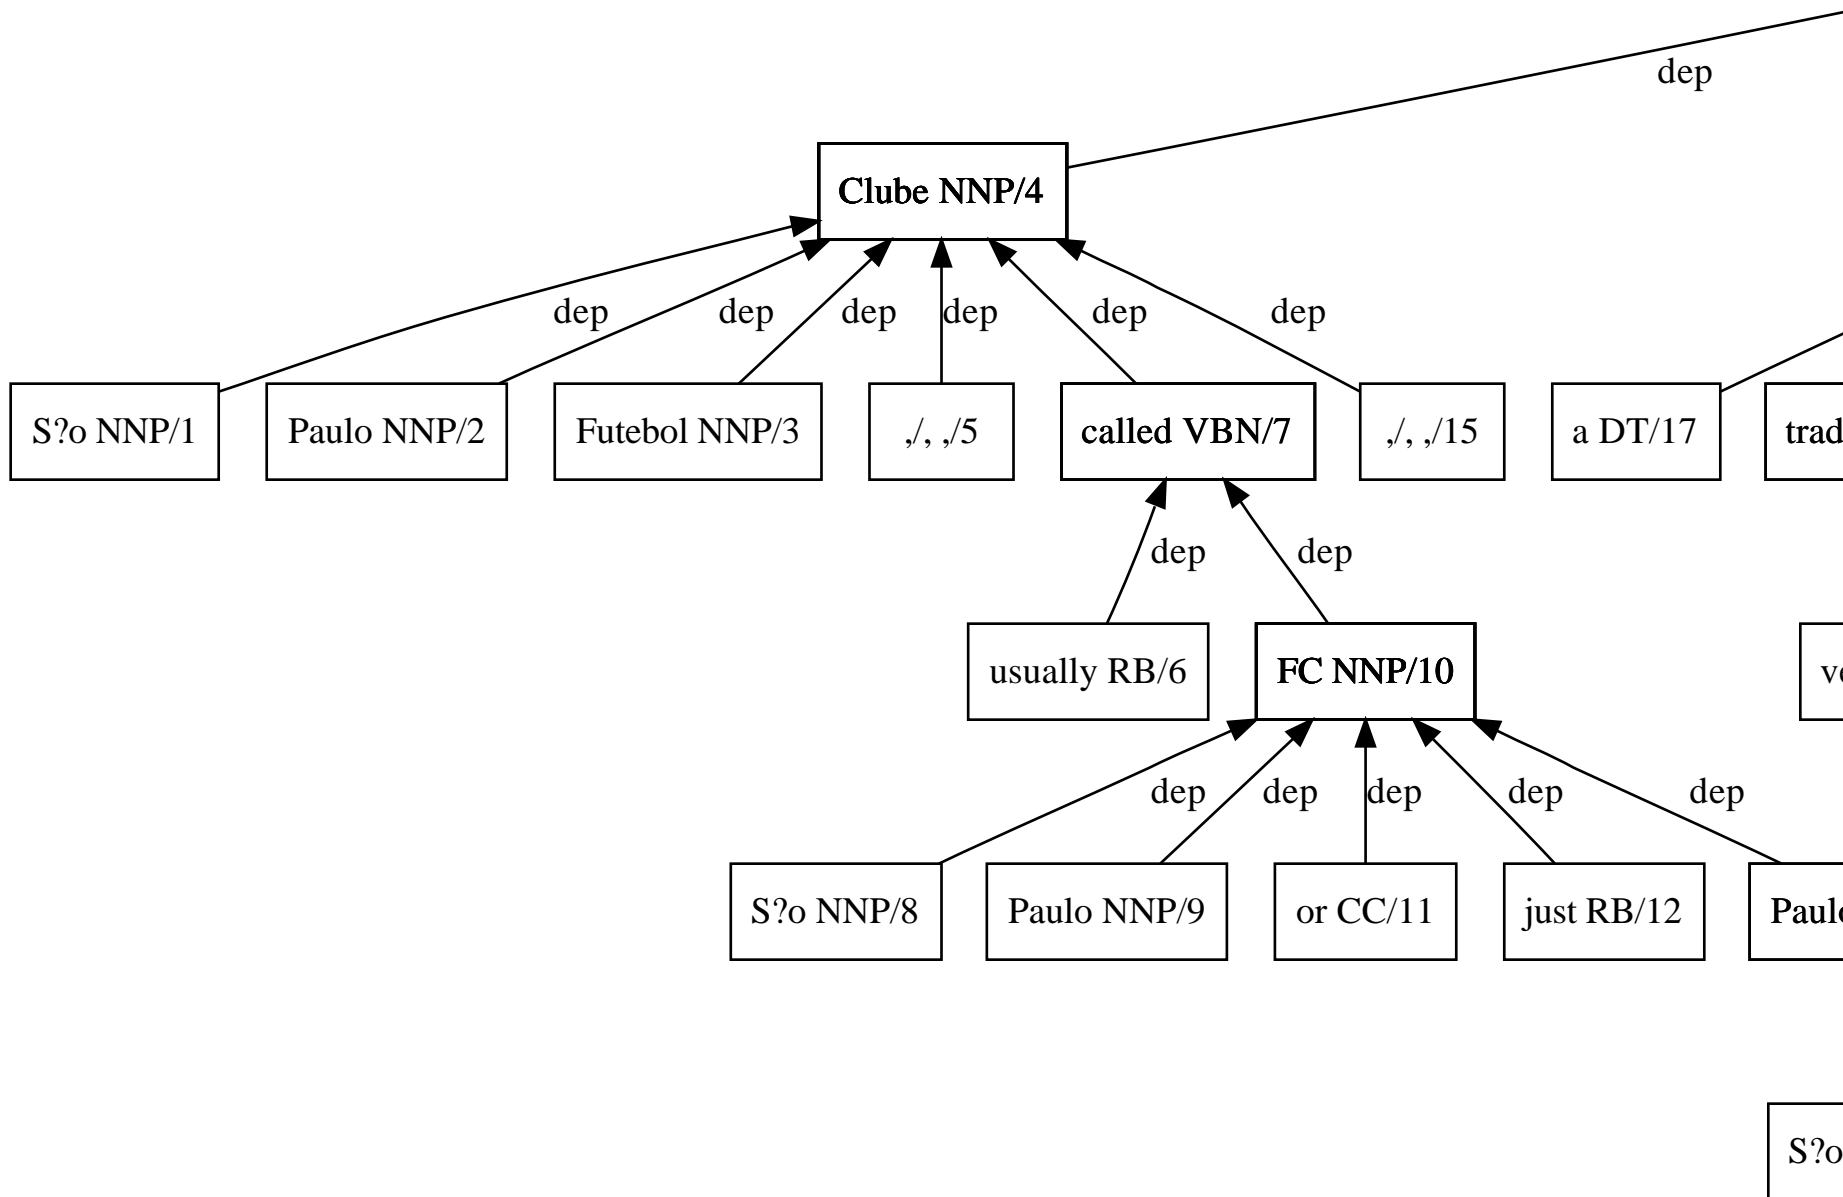 dep
Clube NNP/4
dep dep dep dep dep dep
S?o NNP/1 Paulo NNP/2 Futebol NNP/3 ,/, ,/5 called VBN/7 ,/, ,/15 a DT/17 trad
dep dep
usually RB/6 FC NNP/10
dep dep dep dep dep
S?o NNP/8 Paulo NNP/9 or CC/11 just RB/12 Paulo
S?o